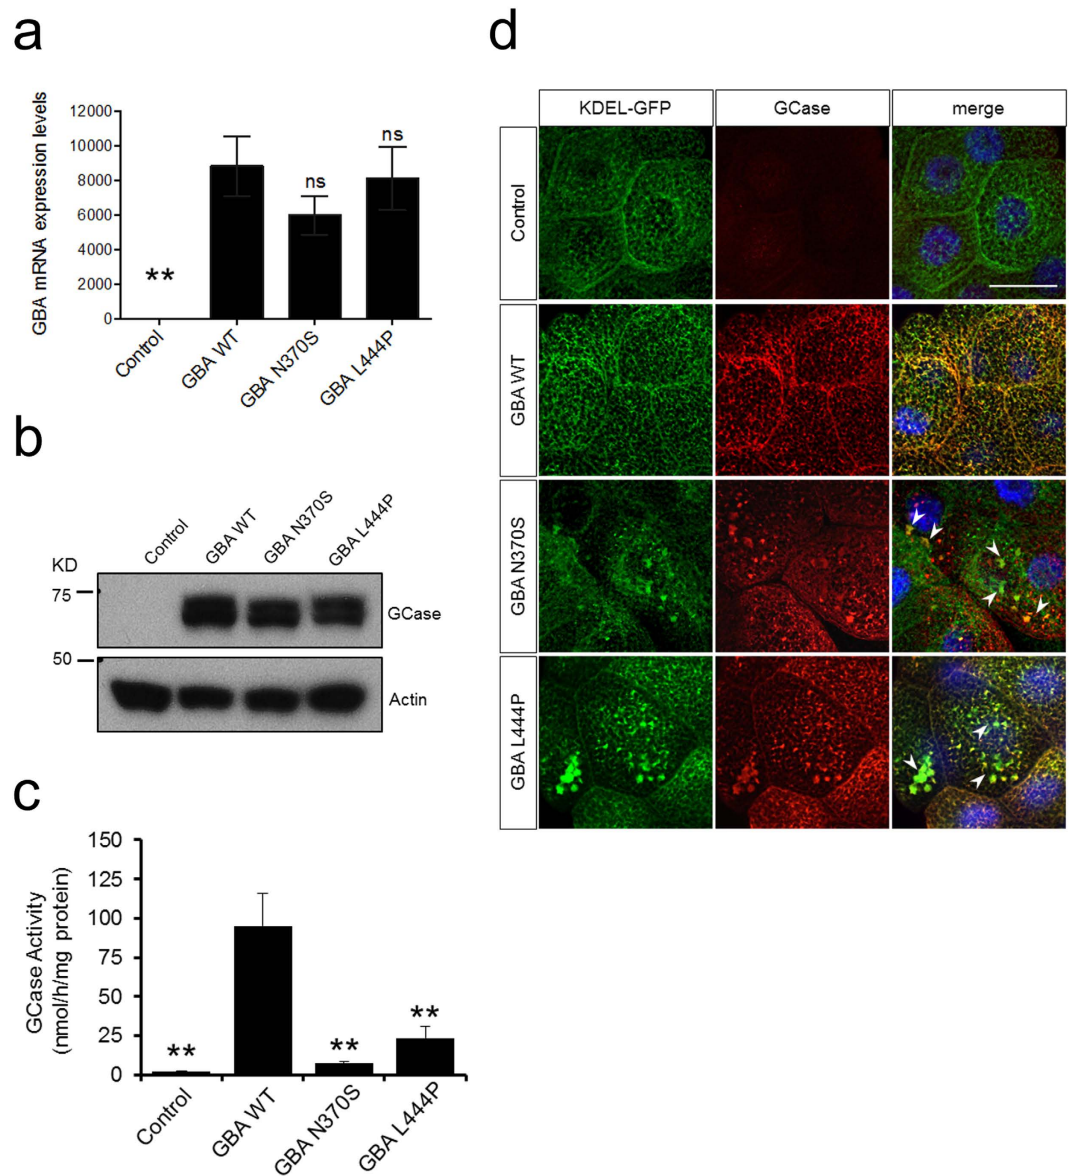 a
GBA mRNA expression levels
12000
10000
8000
6000
4000
2000
0
**
ns
ns
Control
GBA WT
GBA N370S
GBA L444P
b
Control
GBA WT
GBA N370S
GBA L444P
KD
75
GCase
50
Actin
c
GCase Activity
(nmol/h/mg protein)
150
125
100
75
50
25
0
**
**
**
Control
GBA WT
GBA N370S
GBA L444P
d
KDEL-GFP
GCase
merge
Control
GBA WT
GBA N370S
GBA L444P